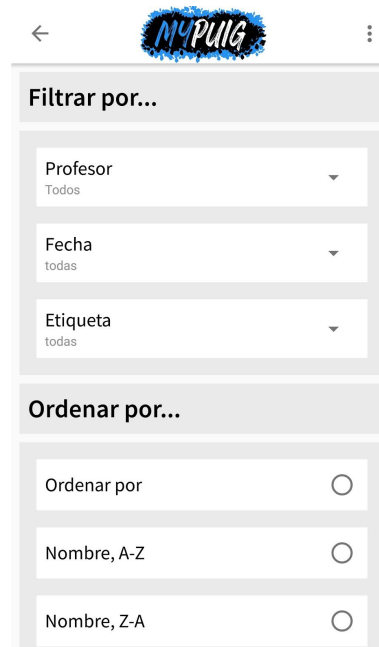 MYPUIG
Filtrar por...
Profesor
Todos
Fecha
todas
Etiqueta
todas
Ordenar por...
Ordenar por
Nombre, A-Z
Nombre, Z-A